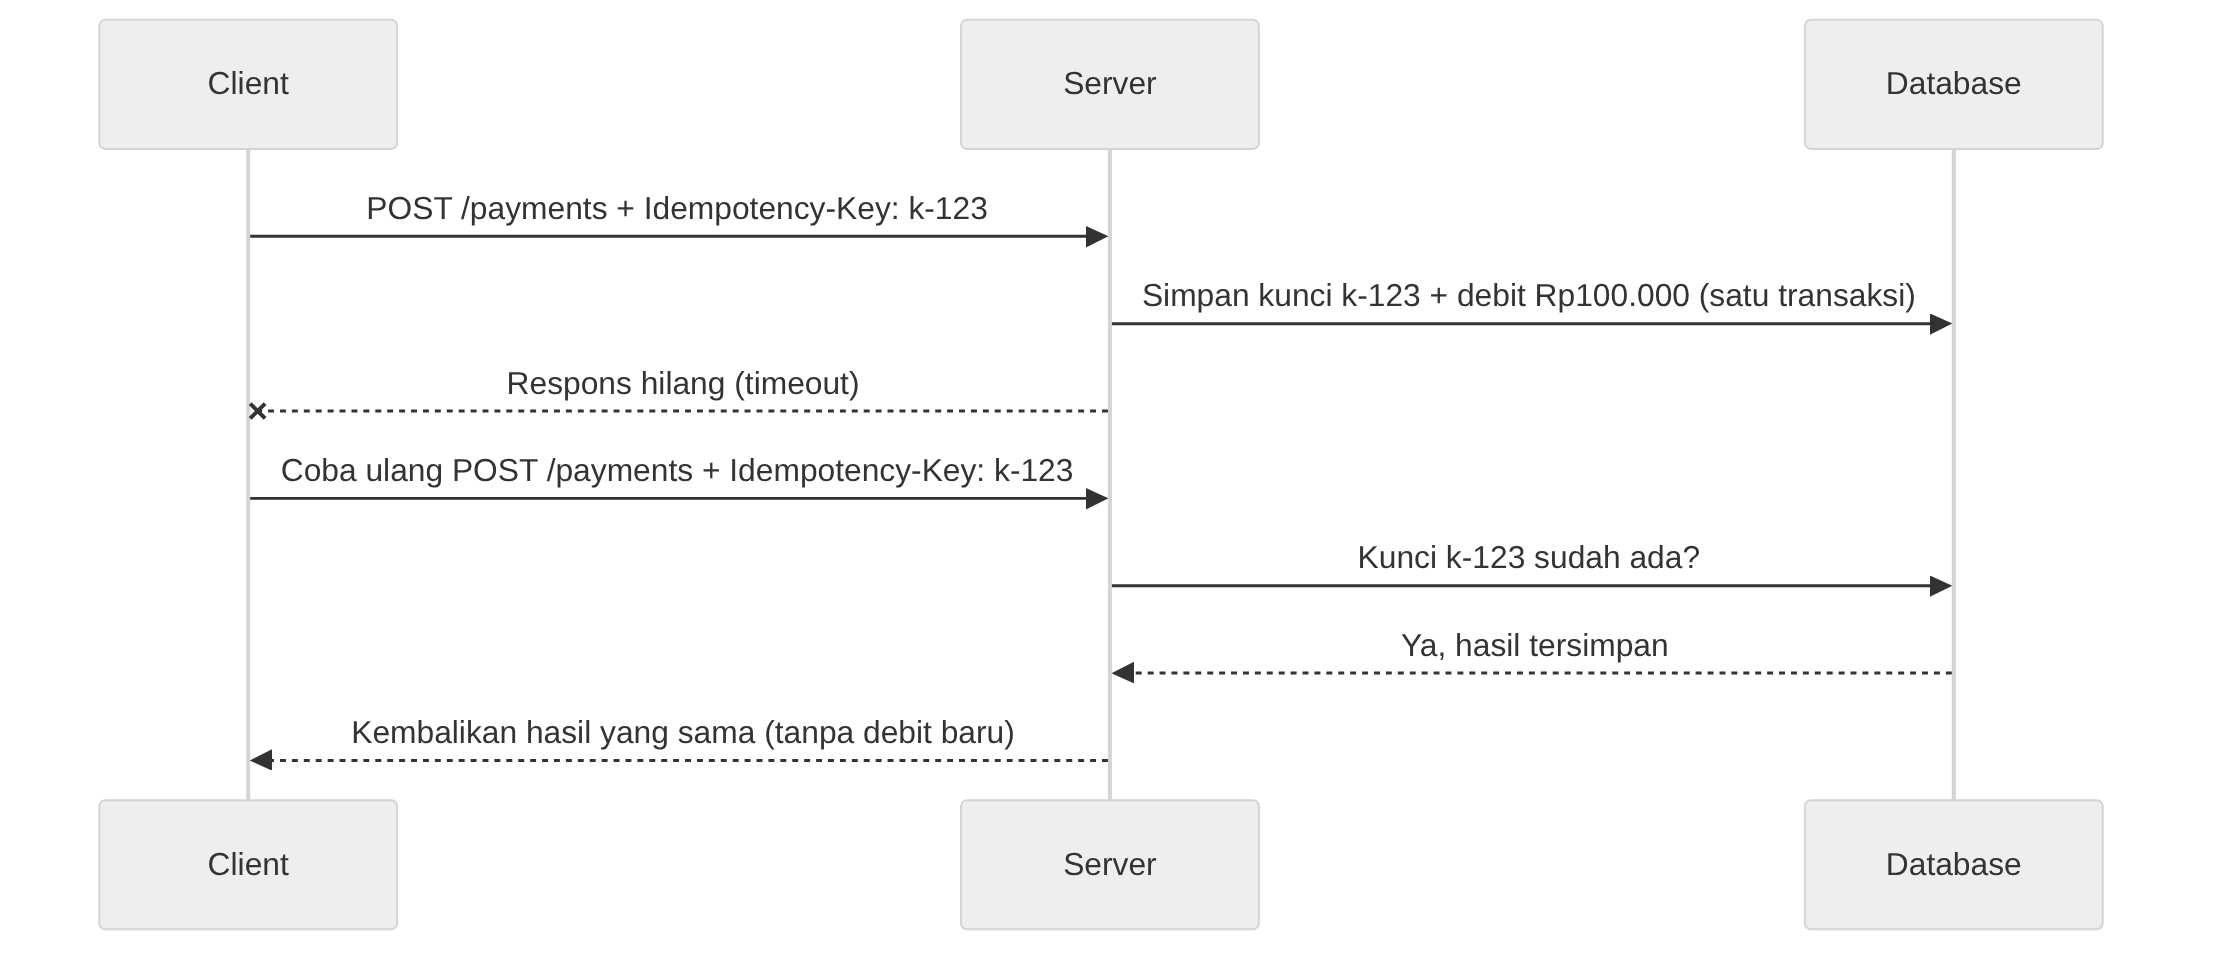 Client
Server
Database
POST /payments + Idempotency-Key: k-123
Simpan kunci k-123 + debit Rp100.000 (satu transaksi)
Respons hilang (timeout)
Coba ulang POST /payments + Idempotency-Key: k-123
Kunci k-123 sudah ada?
Ya, hasil tersimpan
Kembalikan hasil yang sama (tanpa debit baru)
Client
Server
Database